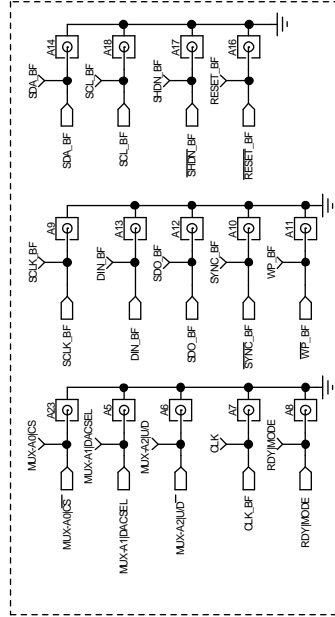 MUX-A0|CS
A23
MUX-A0|CS
MUX-A1|DACSEL
A5
MUX-A1|DACSEL
MUX-A2|U/D
A6
MUX-A2|U/D
CLK
A7
CLK_BF
RDY|MODE
A8
RDY|MODE
SCLK_BF
A9
SCLK_BF
DIN_BF
A13
DIN_BF
SDO_BF
A12
SDO_BF
SYNC_BF
A10
SYNC_BF
WP_BF
A11
WP_BF
SDA_BF
A14
SDA_BF
SCL_BF
A18
SCL_BF
SHDN_BF
A17
SHDN_BF
RESET_BF
A16
RESET_BF